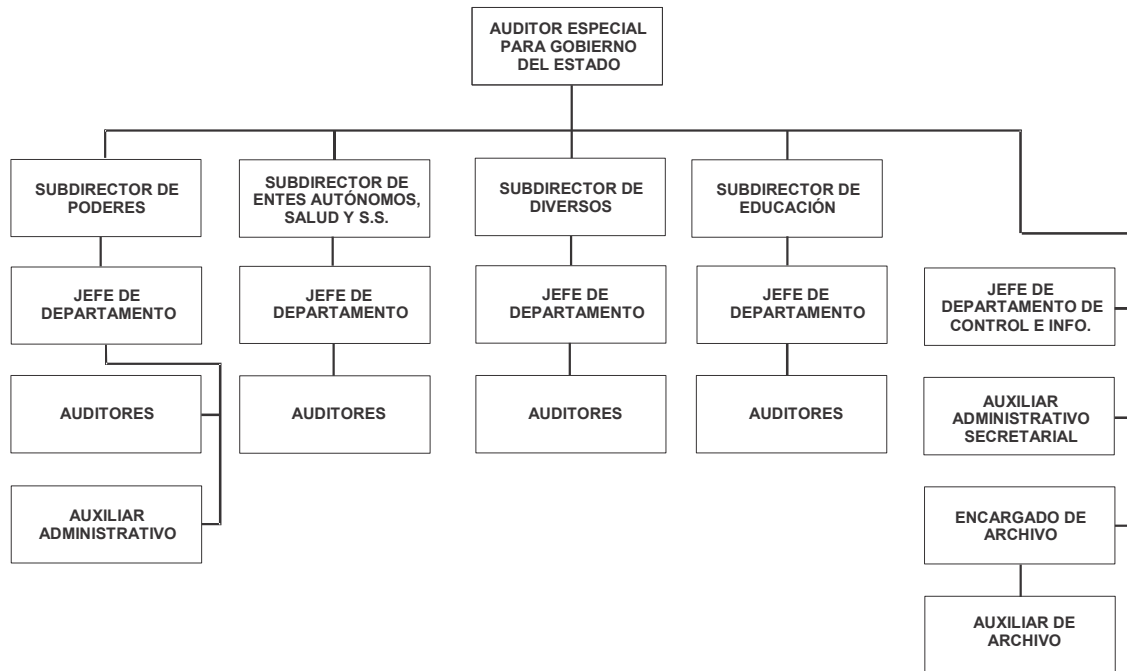 AUDITOR ESPECIAL
PARA GOBIERNO
DEL ESTADO
SUBDIRECTOR DE
PODERES
SUBDIRECTOR DE
ENTES AUTÓNOMOS,
SALUD Y S.S.
SUBDIRECTOR DE
DIVERSOS
SUBDIRECTOR DE
EDUCACIÓN
JEFE DE
DEPARTAMENTO
JEFE DE
DEPARTAMENTO
JEFE DE
DEPARTAMENTO
JEFE DE
DEPARTAMENTO
JEFE DE
DEPARTAMENTO DE
CONTROL E INFO.
AUDITORES
AUDITORES
AUDITORES
AUDITORES
AUXILIAR
ADMINISTRATIVO
SECRETARIAL
AUXILIAR
ADMINISTRATIVO
ENCARGADO DE
ARCHIVO
AUXILIAR DE
ARCHIVO